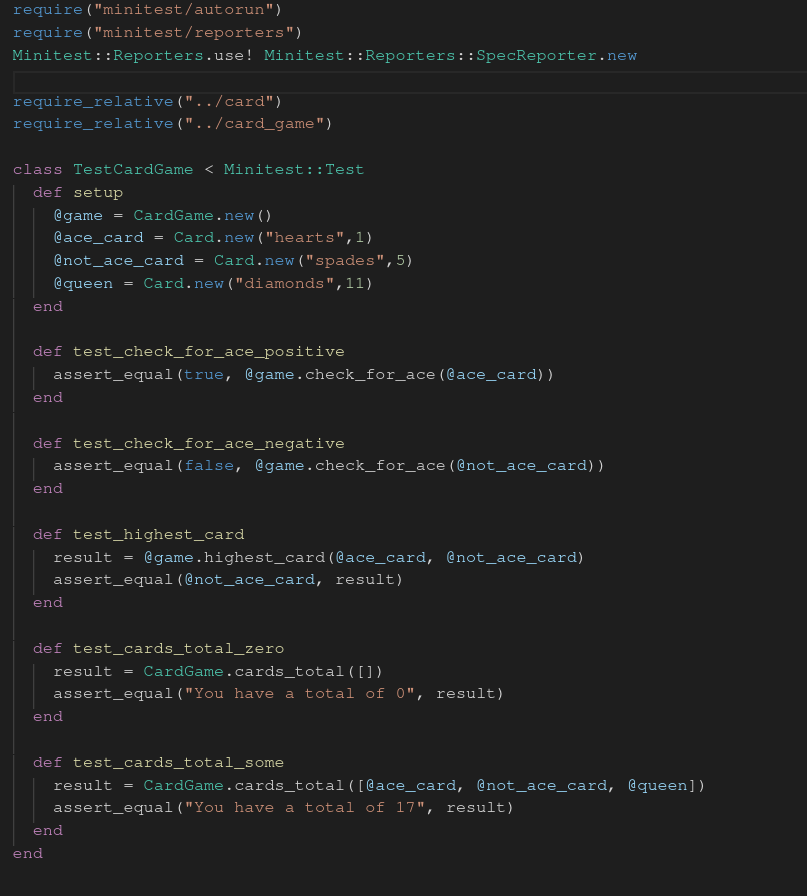 require("minitest/autorun")
require("minitest/reporters")
Minitest::Reporters.use! Minitest::Reporters::SpecReporter.new

require_relative("../card")
require_relative("../card_game")

class TestCardGame < Minitest::Test
  def setup
    @game = CardGame.new()
    @ace_card = Card.new("hearts",1)
    @not_ace_card = Card.new("spades",5)
    @queen = Card.new("diamonds",11)
  end

  def test_check_for_ace_positive
    assert_equal(true, @game.check_for_ace(@ace_card))
  end

  def test_check_for_ace_negative
    assert_equal(false, @game.check_for_ace(@not_ace_card))
  end

  def test_highest_card
    result = @game.highest_card(@ace_card, @not_ace_card)
    assert_equal(@not_ace_card, result)
  end

  def test_cards_total_zero
    result = CardGame.cards_total([])
    assert_equal("You have a total of 0", result)
  end

  def test_cards_total_some
    result = CardGame.cards_total([@ace_card, @not_ace_card, @queen])
    assert_equal("You have a total of 17", result)
  end
end